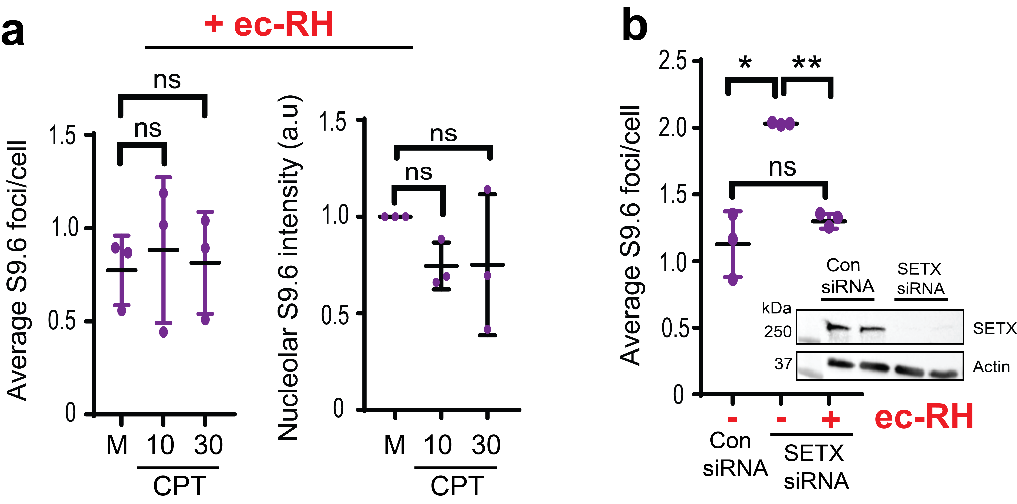 a
+ ec-RH
Average S9.6 foci/cell
1.5
1.0
0.5
0
ns
ns
M
10
30
CPT
Nucleolar S9.6 intensity (a.u)
1.5
1.0
0.5
0
ns
ns
M
10
30
CPT
b
Average S9.6 foci/cell
2.5
2.0
1.5
1.0
0.5
0
*
**
ns
Con
siRNA
SETX
siRNA
kDa
250
SETX
37
Actin
-
-
+
ec-RH
Con
siRNA
SETX
siRNA